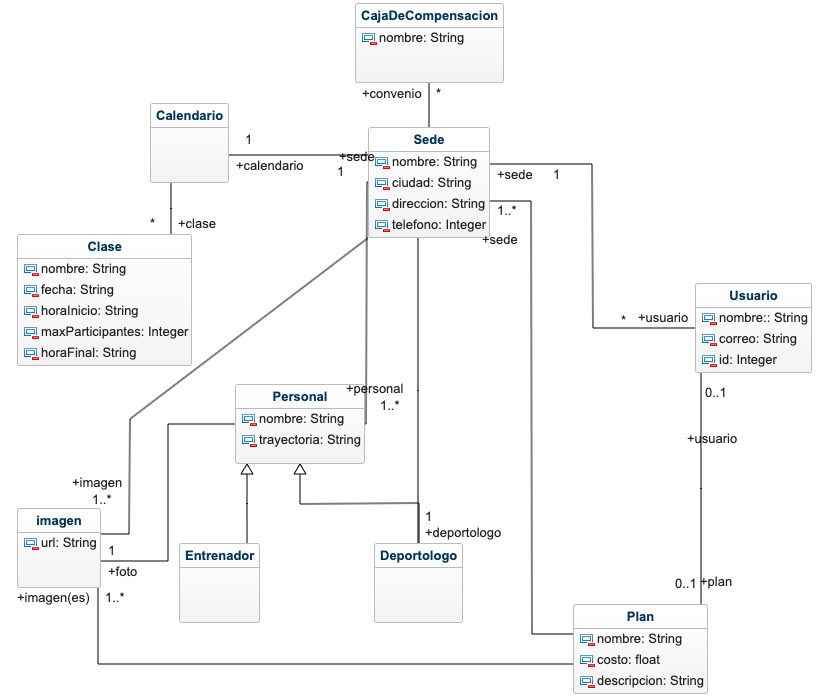 CajaDeCompensacion
nombre: String
+convenio
*
Calendario
1
+calendario
+sede
1
Sede
nombre: String
ciudad: String
direccion: String
telefono: Integer
+sede
1
1..*
+sede
*
+clase
Clase
nombre: String
fecha: String
horaInicio: String
maxParticipantes: Integer
horaFinal: String
Usuario
nombre:: String
correo: String
id: Integer
*
+usuario
0..1
+usuario
Personal
nombre: String
trayectoria: String
+personal
1..*
+imagen
1..*
imagen
url: String
1
+foto
+imagen(es)
1..*
Entrenador
1
+deportologo
Deportologo
0..1
+plan
Plan
nombre: String
costo: float
descripcion: String